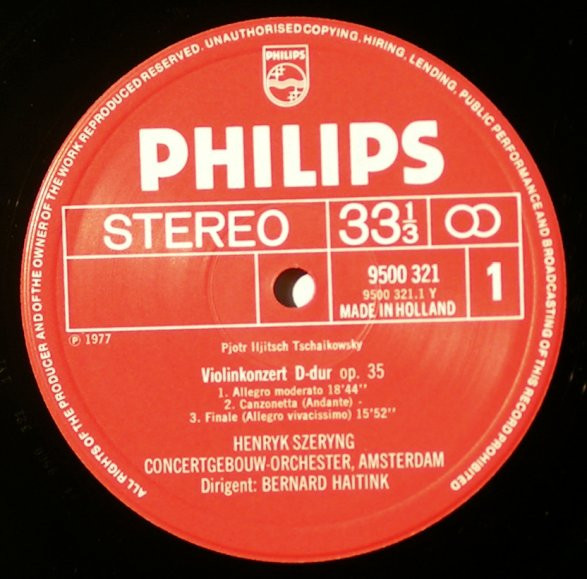 ALL RIGHTS OF THE PRODUCER AND OF THE OWNER OF THE WORK REPRODUCED RESERVED. UNAUTHORISED COPYING, HIRING, LENDING, PUBLIC PERFORMANCE AND BROADCASTING OF THIS RECORD PROHIBITED
PHILIPS
PHILIPS
STEREO 33 1/3
9500 321
9500 321.1 Y
MADE IN HOLLAND
1
℗ 1977
Pjotr Iljitsch Tschaikowsky
Violinkonzert D-dur op. 35
1. Allegro moderato 18'44''
2. Canzonetta (Andante) -
3. Finale (Allegro vivacissimo) 15'52''
HENRYK SZERYNG
CONCERTGEBOUW-ORCHESTER, AMSTERDAM
Dirigent: BERNARD HAITINK